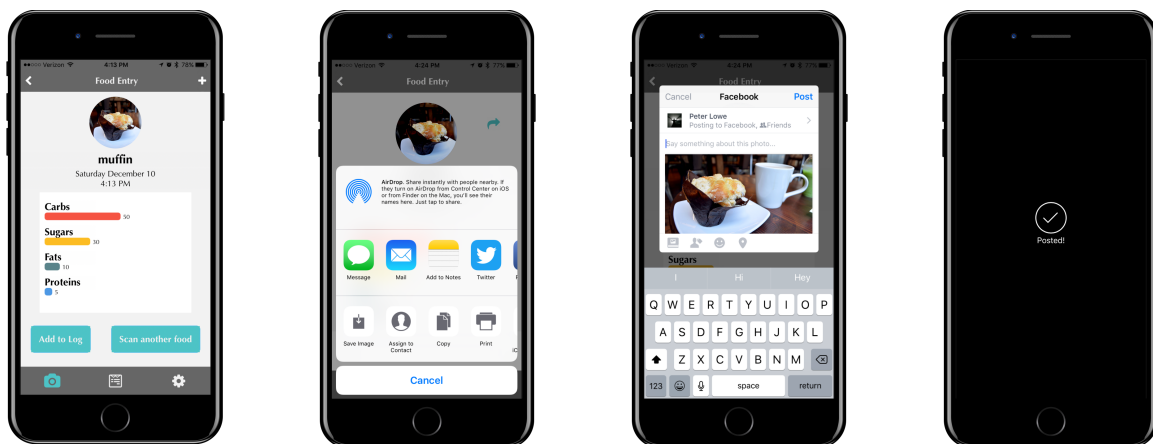 Verizon 4:13 PM 76%
Food Entry +
muffin
Saturday December 10
4:13 PM
Carbs
50
Sugars
30
Fats
10
Proteins
5
Add to Log Scan another food
Verizon 4:24 PM 77%
Food Entry
AirDrop. Share instantly with people nearby. If
they turn on AirDrop from Control Center on iOS
or from Finder on the Mac, you'll see their
names here. Just tap to share.
Message Mail Add to Notes Twitter
Save Image Assign to Copy Print
Contact
Cancel
Verizon 4:24 PM 77%
Food Entry
Cancel Facebook Post
Peter Lowe
Posting to Facebook, Friends
Say something about this photo...
Sugars
I Hi Hey
Q W E R T Y U I O P
A S D F G H J K L
Z X C V B N M
123 space return
Posted!